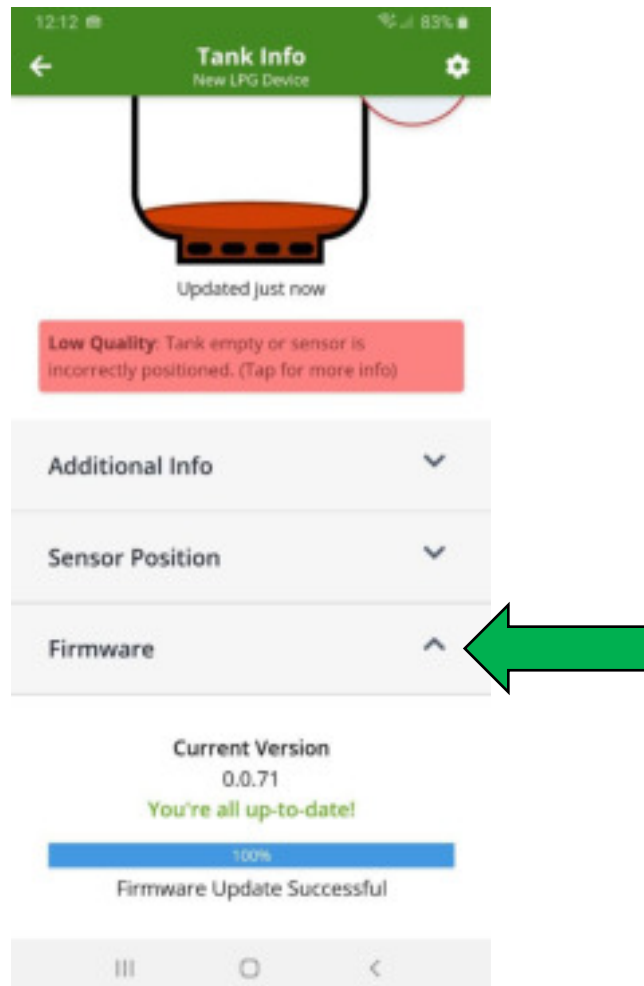 12:12 83%
Tank Info
New LPG Device
Updated just now
Low Quality: Tank empty or sensor is
incorrectly positioned. (Tap for more info)
Additional Info
Sensor Position
Firmware
Current Version
0.0.71
You're all up-to-date!
100%
Firmware Update Successful